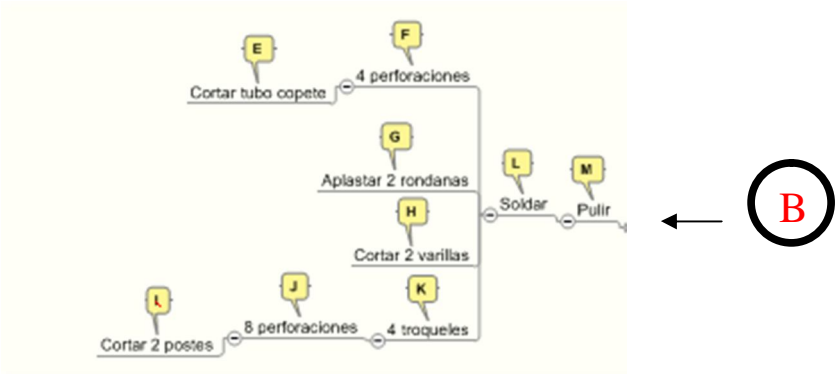 E
F
Cortar tubo copete
4 perforaciones
G
Aplastar 2 rondanas
L
M
H
Soldar
Pulir
B
Cortar 2 varillas
I
J
K
Cortar 2 postes
8 perforaciones
4 troqueles